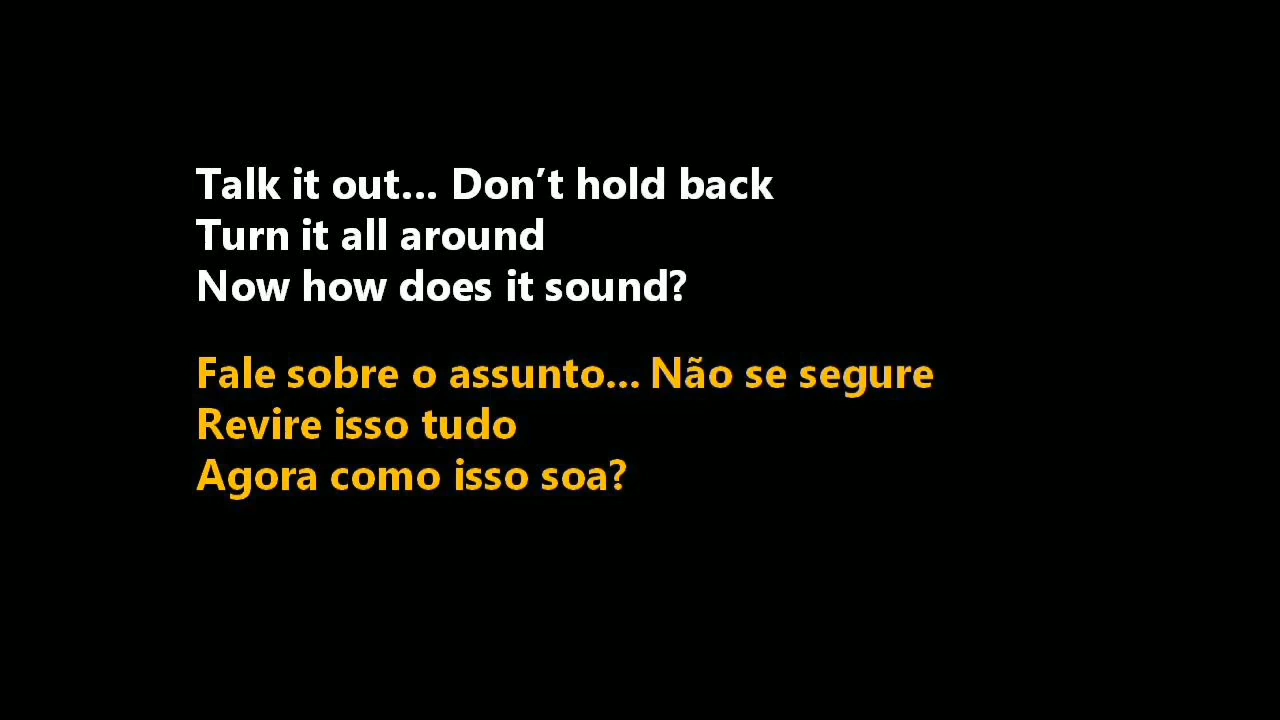 Talk it out... Don’t hold back
Turn it all around
Now how does it sound?
Fale sobre o assunto... Não se segure
Revire isso tudo
Agora como isso soa?